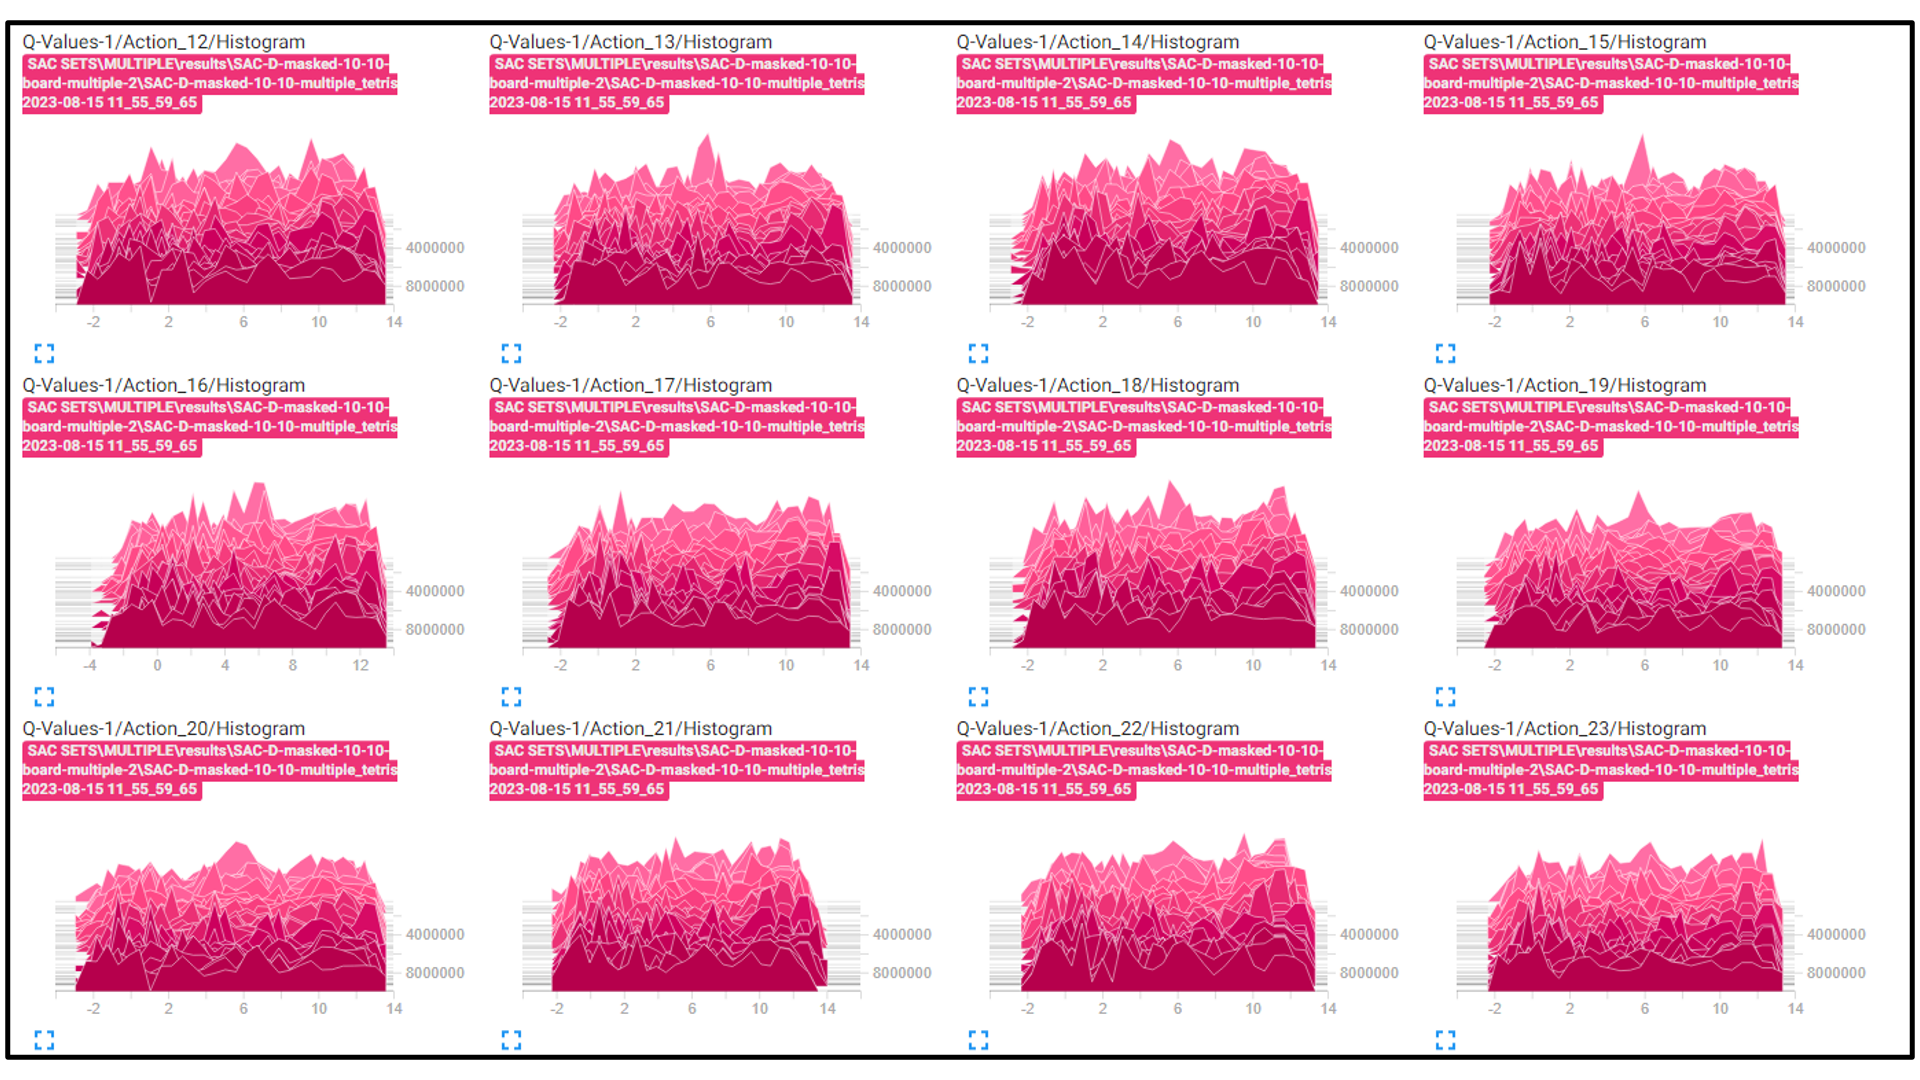 Q-Values-1/Action_12/Histogram
SAC SETS\MULTIPLE\results\SAC-D-masked-10-10-
board-multiple-2\SAC-D-masked-10-10-multiple_tetris
2023-08-15 11_55_59_65
4000000
8000000
-2 2 6 10 14
Q-Values-1/Action_13/Histogram
SAC SETS\MULTIPLE\results\SAC-D-masked-10-10-
board-multiple-2\SAC-D-masked-10-10-multiple_tetris
2023-08-15 11_55_59_65
4000000
8000000
-2 2 6 10 14
Q-Values-1/Action_14/Histogram
SAC SETS\MULTIPLE\results\SAC-D-masked-10-10-
board-multiple-2\SAC-D-masked-10-10-multiple_tetris
2023-08-15 11_55_59_65
4000000
8000000
-2 2 6 10 14
Q-Values-1/Action_15/Histogram
SAC SETS\MULTIPLE\results\SAC-D-masked-10-10-
board-multiple-2\SAC-D-masked-10-10-multiple_tetris
2023-08-15 11_55_59_65
4000000
8000000
-2 2 6 10 14
Q-Values-1/Action_16/Histogram
SAC SETS\MULTIPLE\results\SAC-D-masked-10-10-
board-multiple-2\SAC-D-masked-10-10-multiple_tetris
2023-08-15 11_55_59_65
4000000
8000000
-4 0 4 8 12
Q-Values-1/Action_17/Histogram
SAC SETS\MULTIPLE\results\SAC-D-masked-10-10-
board-multiple-2\SAC-D-masked-10-10-multiple_tetris
2023-08-15 11_55_59_65
4000000
8000000
-2 2 6 10 14
Q-Values-1/Action_18/Histogram
SAC SETS\MULTIPLE\results\SAC-D-masked-10-10-
board-multiple-2\SAC-D-masked-10-10-multiple_tetris
2023-08-15 11_55_59_65
4000000
8000000
-2 2 6 10 14
Q-Values-1/Action_19/Histogram
SAC SETS\MULTIPLE\results\SAC-D-masked-10-10-
board-multiple-2\SAC-D-masked-10-10-multiple_tetris
2023-08-15 11_55_59_65
4000000
8000000
-2 2 6 10 14
Q-Values-1/Action_20/Histogram
SAC SETS\MULTIPLE\results\SAC-D-masked-10-10-
board-multiple-2\SAC-D-masked-10-10-multiple_tetris
2023-08-15 11_55_59_65
4000000
8000000
-2 2 6 10 14
Q-Values-1/Action_21/Histogram
SAC SETS\MULTIPLE\results\SAC-D-masked-10-10-
board-multiple-2\SAC-D-masked-10-10-multiple_tetris
2023-08-15 11_55_59_65
4000000
8000000
-2 2 6 10 14
Q-Values-1/Action_22/Histogram
SAC SETS\MULTIPLE\results\SAC-D-masked-10-10-
board-multiple-2\SAC-D-masked-10-10-multiple_tetris
2023-08-15 11_55_59_65
4000000
8000000
-2 2 6 10 14
Q-Values-1/Action_23/Histogram
SAC SETS\MULTIPLE\results\SAC-D-masked-10-10-
board-multiple-2\SAC-D-masked-10-10-multiple_tetris
2023-08-15 11_55_59_65
4000000
8000000
-2 2 6 10 14